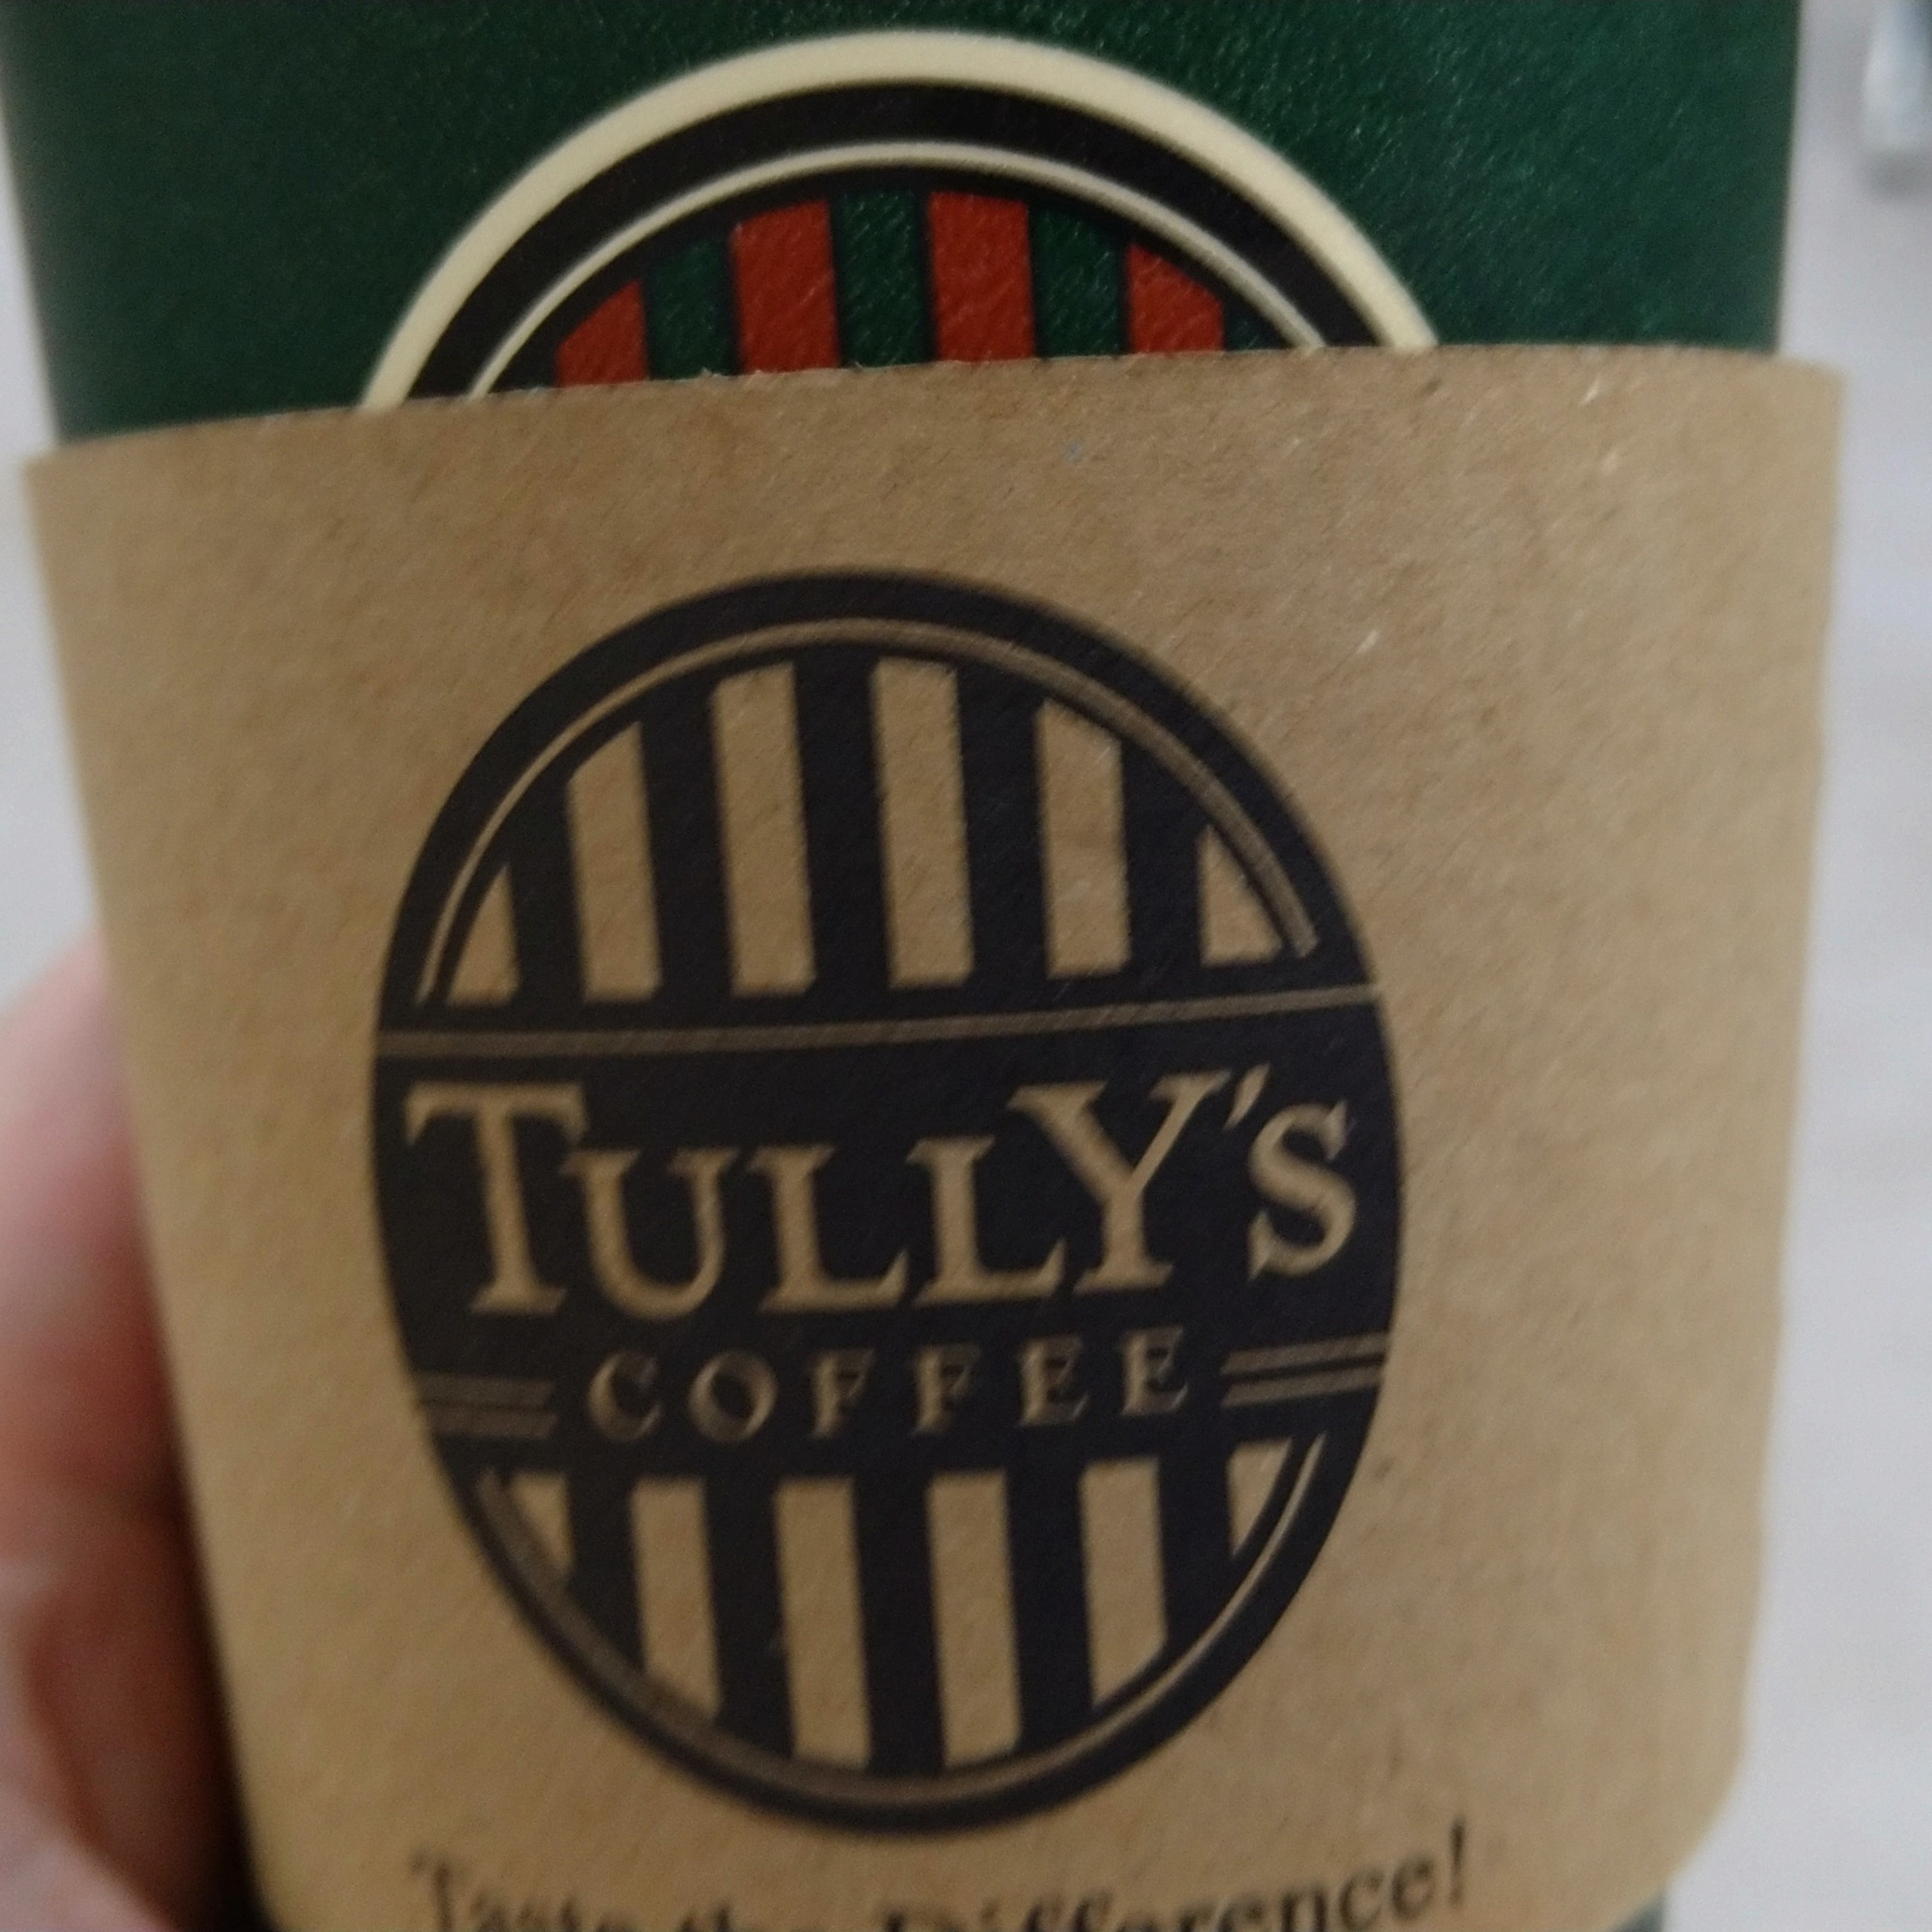 TULLY'S
COFFEE
Taste the Difference!